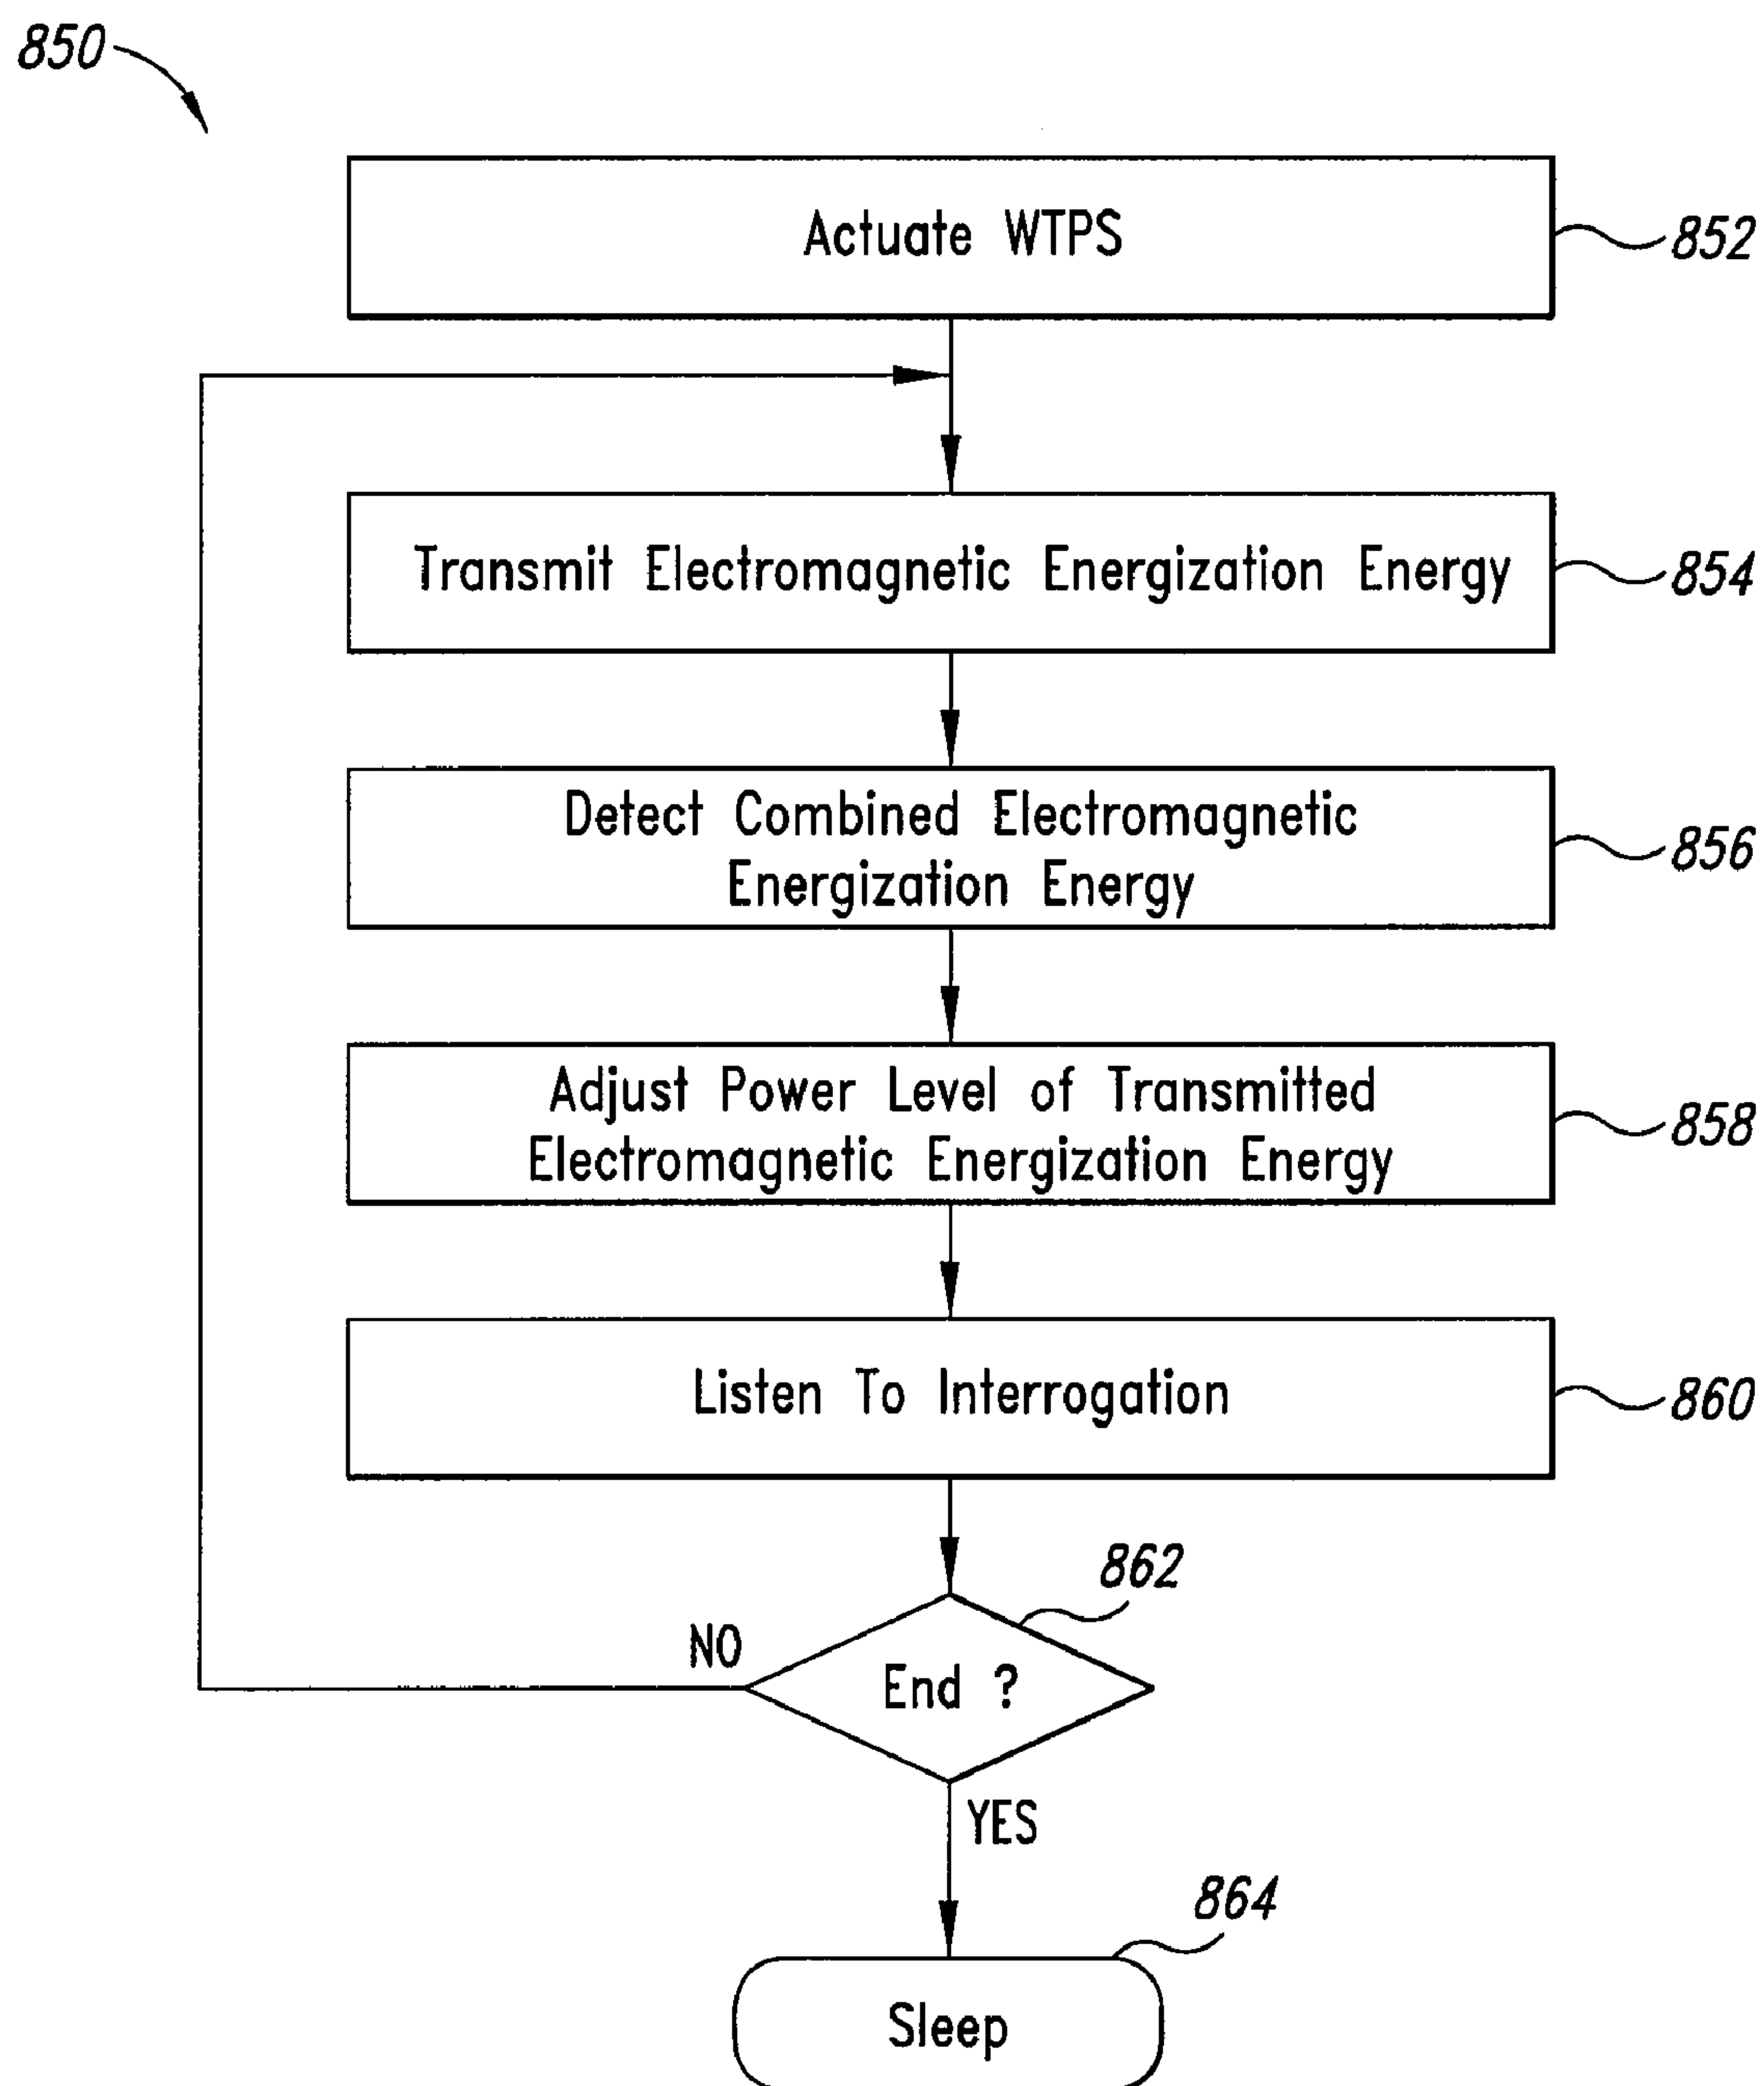 850
Actuate WTPS
852
Transmit Electromagnetic Energization Energy
854
Detect Combined Electromagnetic
Energization Energy
856
Adjust Power Level of Transmitted
Electromagnetic Energization Energy
858
Listen To Interrogation
860
862
NO
End ?
YES
864
Sleep